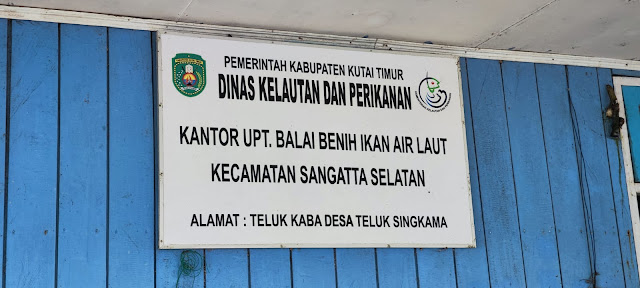 PEMERINTAH KABUPATEN KUTAI TIMUR
DINAS KELAUTAN DAN PERIKANAN
KANTOR UPT. BALAI BENIH IKAN AIR LAUT
KECAMATAN SANGATTA SELATAN
ALAMAT : TELUK KABA DESA TELUK SINGKAMA